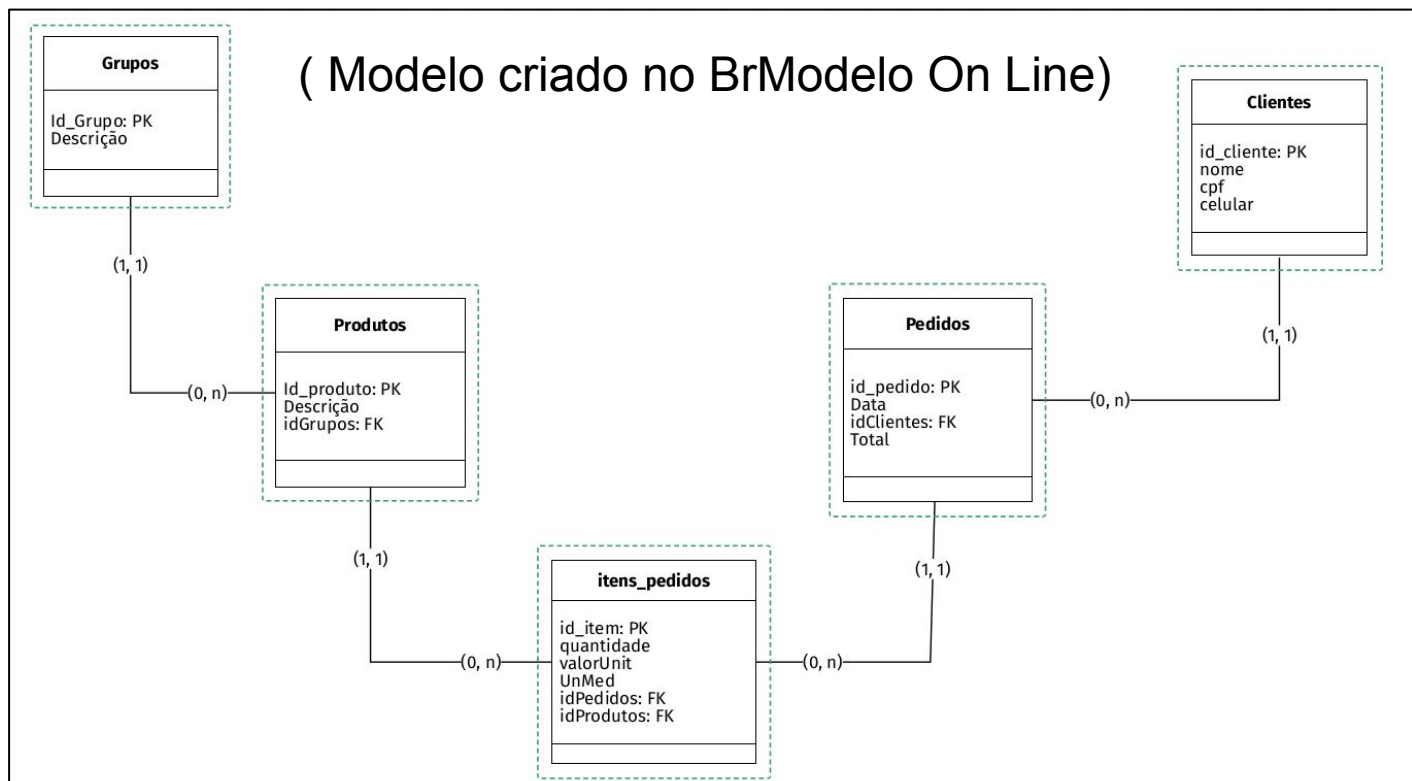 ( Modelo criado no BrModelo On Line)
Grupos
Id_Grupo: PK
Descrição
(1, 1)
(0, n)
Produtos
Id_produto: PK
Descrição
idGrupos: FK
(1, 1)
(0, n)
itens_pedidos
id_item: PK
quantidade
valorUnit
UnMed
idPedidos: FK
idProdutos: FK
(0, n)
(1, 1)
Pedidos
id_pedido: PK
Data
idClientes: FK
Total
(0, n)
(1, 1)
Clientes
id_cliente: PK
nome
cpf
celular